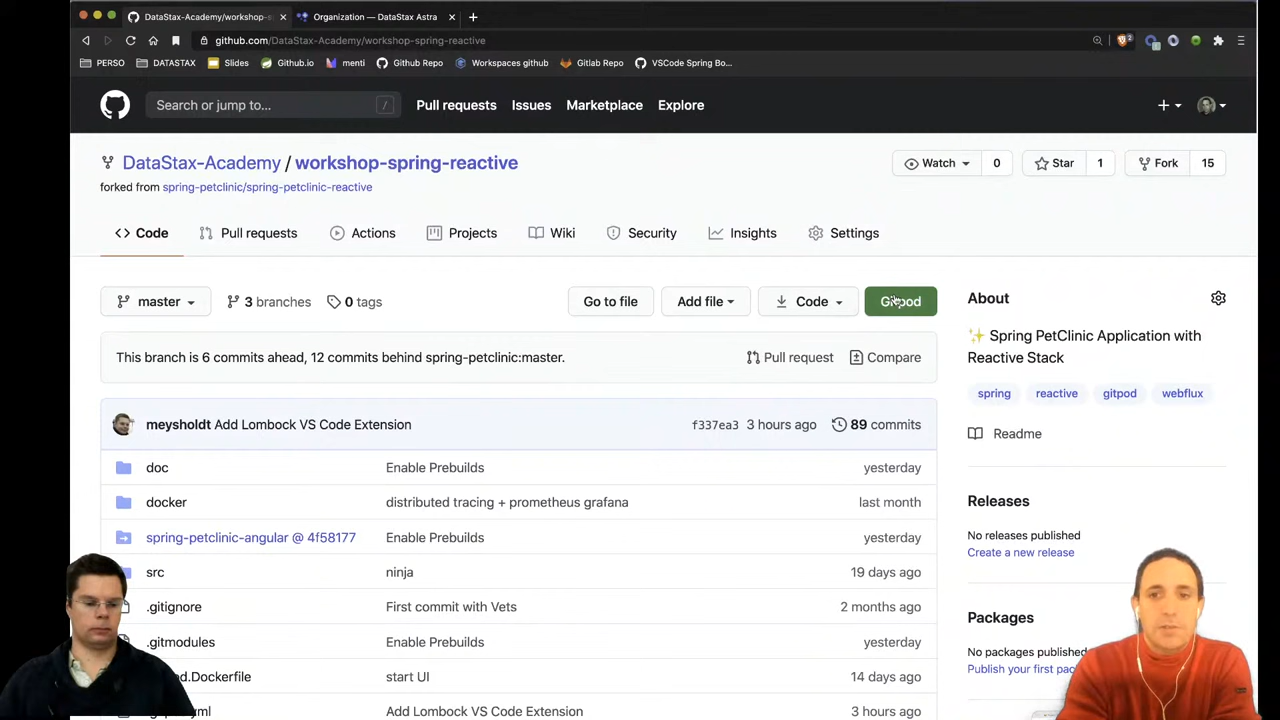 DataStax-Academy/workshop-s
Organization — DataStax Astra
github.com/DataStax-Academy/workshop-spring-reactive
2
PERSO
DATASTAX
Slides
Github.io
menti
Github Repo
Workspaces github
Gitlab Repo
VSCode Spring Bo...
Search or jump to...
/
Pull requests
Issues
Marketplace
Explore
DataStax-Academy / workshop-spring-reactive
Watch 0
Star 1
Fork 15
forked from spring-petclinic/spring-petclinic-reactive
Code
Pull requests
Actions
Projects
Wiki
Security
Insights
Settings
master
3 branches
0 tags
Go to file
Add file
Code
Gitpod
About
This branch is 6 commits ahead, 12 commits behind spring-petclinic:master.
Pull request
Compare
✨ Spring PetClinic Application with
Reactive Stack
spring reactive gitpod webflux
meysholdt Add Lombock VS Code Extension
f337ea3 3 hours ago
89 commits
Readme
doc Enable Prebuilds yesterday
docker distributed tracing + prometheus grafana last month
spring-petclinic-angular @ 4f58177 Enable Prebuilds yesterday
src ninja 19 days ago
.gitignore First commit with Vets 2 months ago
.gitmodules Enable Prebuilds yesterday
d.Dockerfile start UI 14 days ago
Add Lombock VS Code Extension 3 hours ago
Releases
No releases published
Create a new release
Packages
No packages published
Publish your first pac